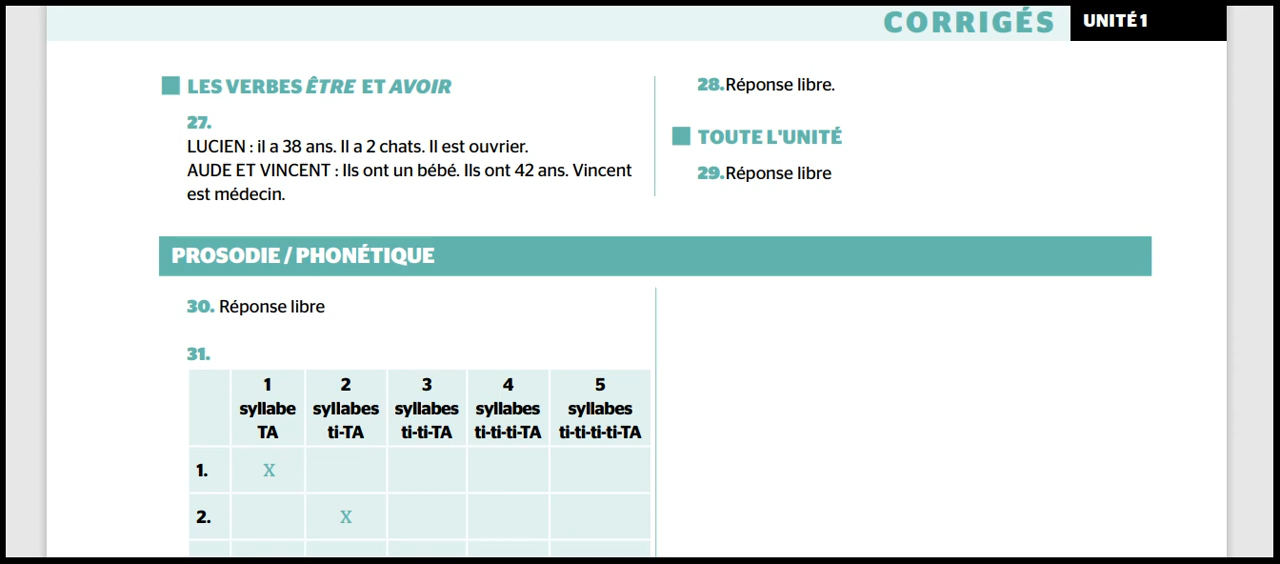 CORRIGÉS UNITÉ 1
LES VERBES ÊTRE ET AVOIR
27.
LUCIEN : il a 38 ans. Il a 2 chats. Il est ouvrier.
AUDE ET VINCENT : Ils ont un bébé. Ils ont 42 ans. Vincent
est médecin.
28. Réponse libre.
TOUTE L'UNITÉ
29. Réponse libre
PROSODIE / PHONÉTIQUE
30. Réponse libre
31.
1 2 3 4 5
syllabe syllabes syllabes syllabes syllabes
TA ti-TA ti-ti-TA ti-ti-ti-TA ti-ti-ti-ti-TA
1. X
2. X